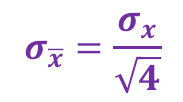 σ_x̅ = σ_x / √4